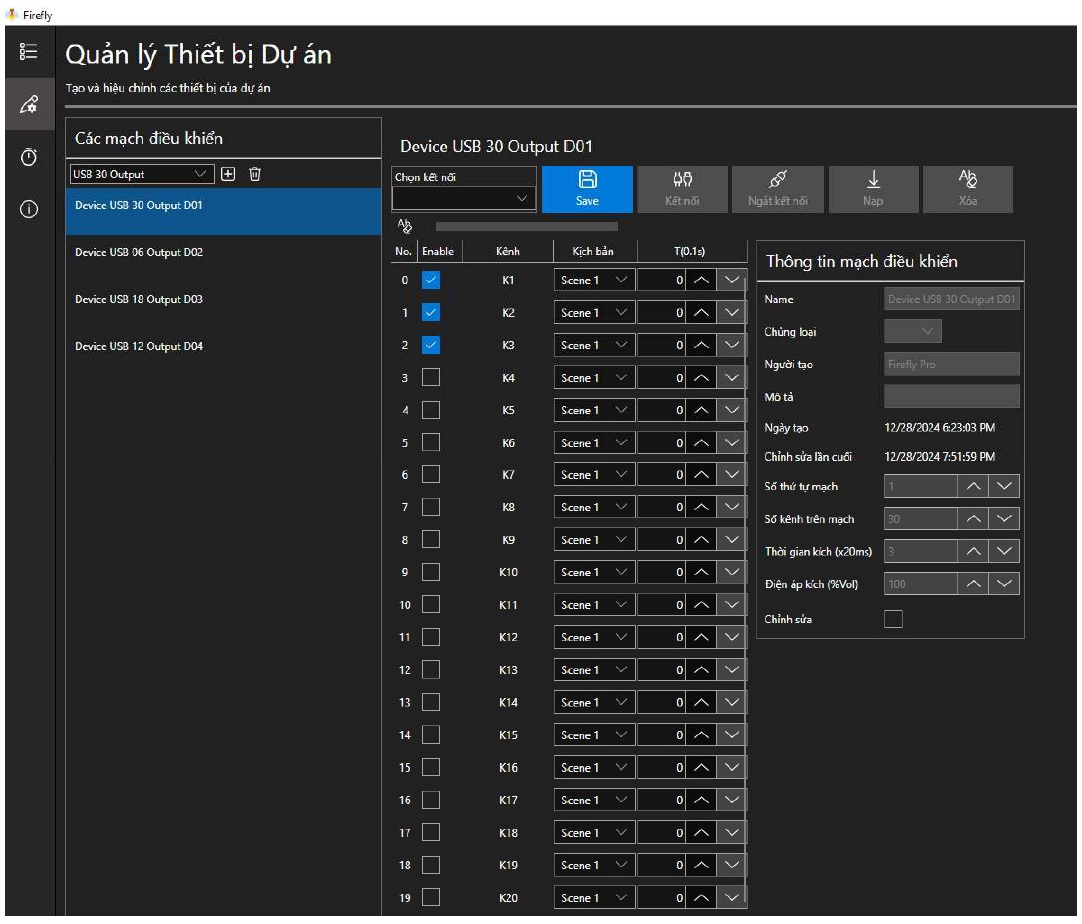 Firefly
Quản lý Thiết bị Dự án
Tạo và hiệu chỉnh các thiết bị của dự án
Các mạch điều khiển
USB 30 Output
Device USB 30 Output D01
Device USB 06 Output D02
Device USB 18 Output D03
Device USB 12 Output D04
Device USB 30 Output D01
Chọn kết nối
Save
Kết nối
Ngắt kết nối
Nạp
Xóa
No. Enable Kênh Kịch bản T(0.1s)
0 K1 Scene 1 0
1 K2 Scene 1 0
2 K3 Scene 1 0
3 K4 Scene 1 0
4 K5 Scene 1 0
5 K6 Scene 1 0
6 K7 Scene 1 0
7 K8 Scene 1 0
8 K9 Scene 1 0
9 K10 Scene 1 0
10 K11 Scene 1 0
11 K12 Scene 1 0
12 K13 Scene 1 0
13 K14 Scene 1 0
14 K15 Scene 1 0
15 K16 Scene 1 0
16 K17 Scene 1 0
17 K18 Scene 1 0
18 K19 Scene 1 0
19 K20 Scene 1 0
Thông tin mạch điều khiển
Name Device USB 30 Output D01
Chủng loại
Người tạo Firefly Pro
Mô tả
Ngày tạo 12/28/2024 6:23:03 PM
Chỉnh sửa lần cuối 12/28/2024 7:51:59 PM
Số thứ tự mạch 1
Số kênh trên mạch 30
Thời gian kích (x20ms) 3
Điện áp kích (%Vol) 100
Chỉnh sửa